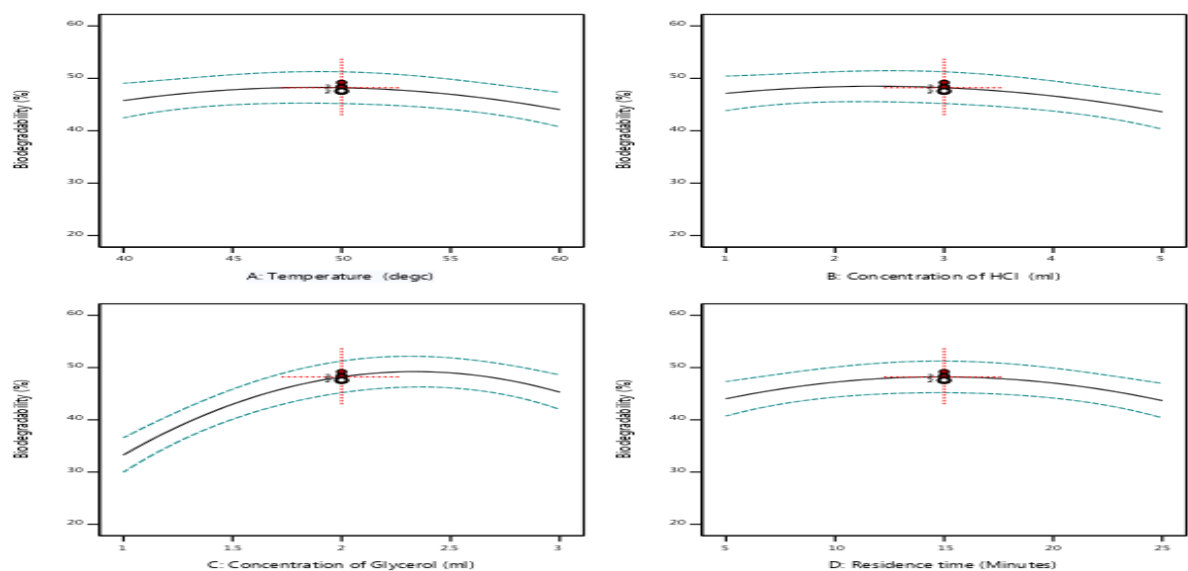 60
60
Biodegradability (%)
50
Biodegradability (%)
50
40
40
30
30
20
20
40 45 50 55 60
1 2 3 4 5
A: Temperature (degc)
B: Concentration of HCl (ml)
60
60
Biodegradability (%)
50
Biodegradability (%)
50
40
40
30
30
20
20
1 1.5 2 2.5 3
5 10 15 20 25
C: Concentration of Glycerol (ml)
D: Residence time (Minutes)